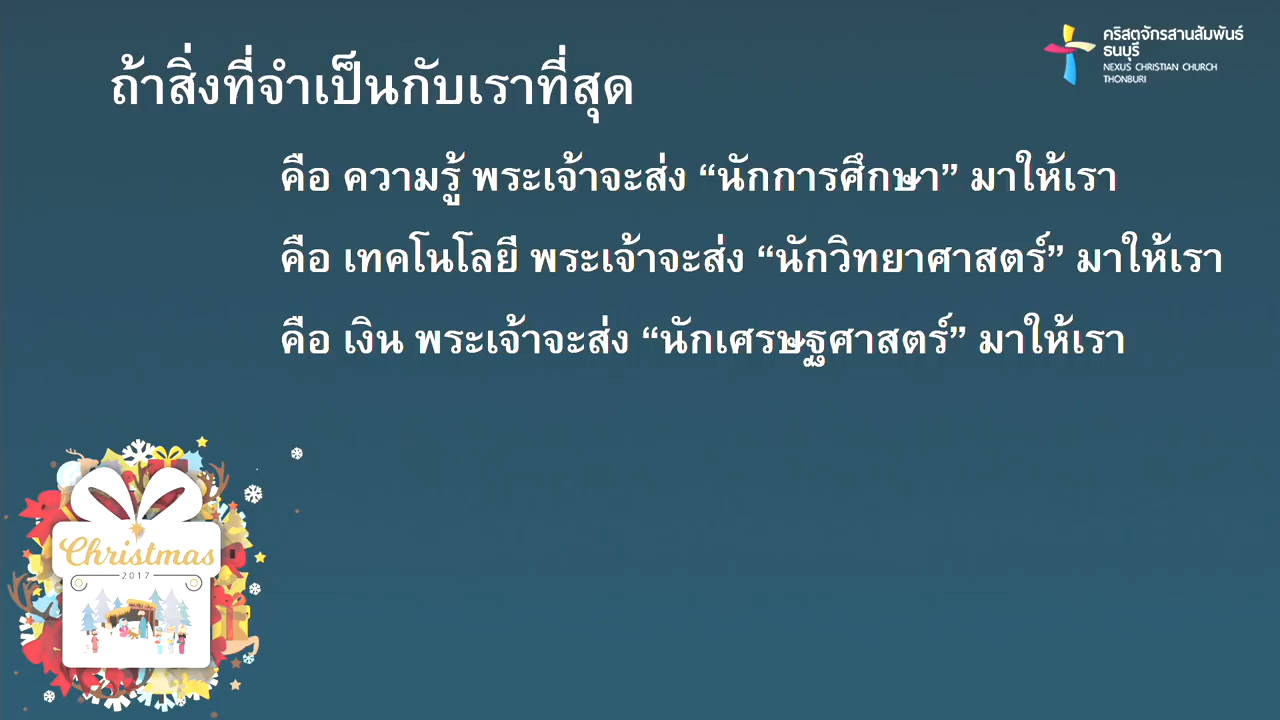 คริสตจักรสานสัมพันธ์
ธนบุรี
NEXUS CHRISTIAN CHURCH
THONBURI
ถ้าสิ่งที่จำเป็นกับเราที่สุด
คือ ความรู้ พระเจ้าจะส่ง “นักการศึกษา” มาให้เรา
คือ เทคโนโลยี พระเจ้าจะส่ง “นักวิทยาศาสตร์” มาให้เรา
คือ เงิน พระเจ้าจะส่ง “นักเศรษฐศาสตร์” มาให้เรา
Christmas
2017